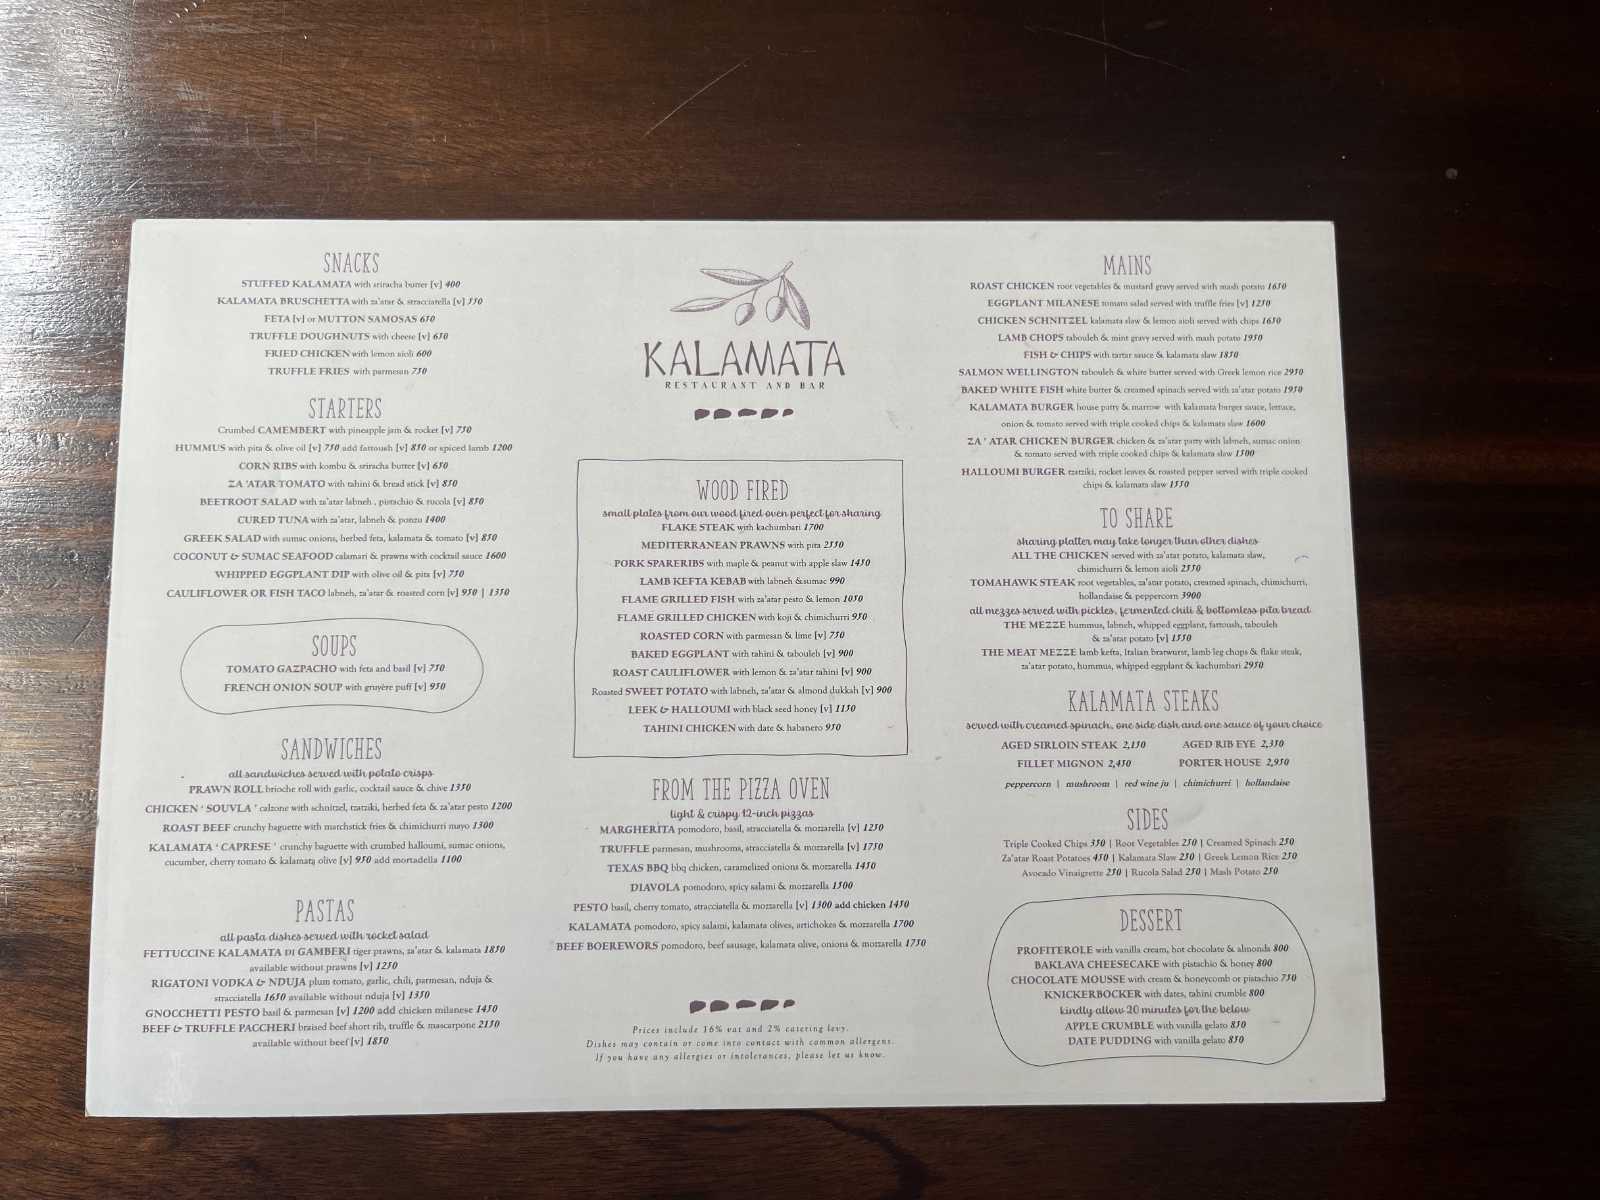 SNACKS
STUFFED KALAMATA with sriracha butter [v] 400
KALAMATA BRUSCHETTA with za'atar & stracciatella [v] 550
FETA [v] or MUTTON SAMOSAS 650
TRUFFLE DOUGHNUTS with cheese [v] 650
FRIED CHICKEN with lemon aioli 600
TRUFFLE FRIES with parmesan 750
STARTERS
Crumbed CAMEMBERT with pineapple jam & rocket [v] 750
HUMMUS with pita & olive oil [v] 750 add fattoush [v] 850 or spiced lamb 1200
CORN RIBS with kombu & sriracha butter [v] 650
ZA 'ATAR TOMATO with tahini & bread stick [v] 850
BEETROOT SALAD with za'atar labneh , pistachio & rucola [v] 850
CURED TUNA with za'atar, labneh & ponzu 1400
GREEK SALAD with sumac onions, herbed feta, kalamata & tomato [v] 850
COCONUT & SUMAC SEAFOOD calamari & prawns with cocktail sauce 1600
WHIPPED EGGPLANT DIP with olive oil & pita [v] 750
CAULIFLOWER OR FISH TACO labneh, za'atar & roasted corn [v] 950 | 1350
SOUPS
TOMATO GAZPACHO with feta and basil [v] 750
FRENCH ONION SOUP with gruyère puff [v] 950
SANDWICHES
all sandwiches served with potato crisps
PRAWN ROLL brioche roll with garlic, cocktail sauce & chive 1350
CHICKEN ' SOUVLA ' calzone with schnitzel, tzatziki, herbed feta & za'atar pesto 1200
ROAST BEEF crunchy baguette with matchstick fries & chimichurri mayo 1300
KALAMATA ' CAPRESE ' crunchy baguette with crumbed halloumi, sumac onions,
cucumber, cherry tomato & kalamata olive [v] 950 add mortadella 1100
PASTAS
all pasta dishes served with rocket salad
FETTUCCINE KALAMATA DI GAMBERI tiger prawns, za'atar & kalamata 1850
available without prawns [v] 1250
RIGATONI VODKA & NDUJA plum tomato, garlic, chili, parmesan, nduja &
stracciatella 1650 available without nduja [v] 1350
GNOCCHETTI PESTO basil & parmesan [v] 1200 add chicken milanese 1450
BEEF & TRUFFLE PACCHERI braised beef short rib, truffle & mascarpone 2150
available without beef [v] 1850
KALAMATA
RESTAURANT AND BAR
WOOD FIRED
small plates from our wood fired oven perfect for sharing
FLAKE STEAK with kachumbari 1700
MEDITERRANEAN PRAWNS with pita 2550
PORK SPARERIBS with maple & peanut with apple slaw 1450
LAMB KEFTA KEBAB with labneh &sumac 990
FLAME GRILLED FISH with za'atar pesto & lemon 1050
FLAME GRILLED CHICKEN with koji & chimichurri 950
ROASTED CORN with parmesan & lime [v] 750
BAKED EGGPLANT with tahini & tabouleh [v] 900
ROAST CAULIFLOWER with lemon & za'atar tahini [v] 900
Roasted SWEET POTATO with labneh, za'atar & almond dukkah [v] 900
LEEK & HALLOUMI with black seed honey [v] 1150
TAHINI CHICKEN with date & habanero 950
FROM THE PIZZA OVEN
light & crispy 12-inch pizzas
MARGHERITA pomodoro, basil, stracciatella & mozzarella [v] 1250
TRUFFLE parmesan, mushrooms, stracciatella & mozzarella [v] 1750
TEXAS BBQ bbq chicken, caramelized onions & mozzarella 1450
DIAVOLA pomodoro, spicy salami & mozzarella 1500
PESTO basil, cherry tomato, stracciatella & mozzarella [v] 1300 add chicken 1450
KALAMATA pomodoro, spicy salami, kalamata olives, artichokes & mozzarella 1700
BEEF BOEREWORS pomodoro, beef sausage, kalamata olive, onions & mozzarella 1750
Prices include 16% vat and 2% catering levy.
Dishes may contain or come into contact with common allergens.
If you have any allergies or intolerances, please let us know.
MAINS
ROAST CHICKEN root vegetables & mustard gravy served with mash potato 1650
EGGPLANT MILANESE tomato salad served with truffle fries [v] 1250
CHICKEN SCHNITZEL kalamata slaw & lemon aioli served with chips 1650
LAMB CHOPS tabouleh & mint gravy served with mash potato 1950
FISH & CHIPS with tartar sauce & kalamata slaw 1850
SALMON WELLINGTON tabouleh & white butter served with Greek lemon rice 2950
BAKED WHITE FISH white butter & creamed spinach served with za'atar potato 1950
KALAMATA BURGER house patty & marrow with kalamata burger sauce, lettuce,
onion & tomato served with triple cooked chips & kalamata slaw 1600
ZA ' ATAR CHICKEN BURGER chicken & za'atar patty with labneh, sumac onion
& tomato served with triple cooked chips & kalamata slaw 1500
HALLOUMI BURGER tzatziki, rocket leaves & roasted pepper served with triple cooked
chips & kalamata slaw 1550
TO SHARE
sharing platter may take longer than other dishes
ALL THE CHICKEN served with za'atar potato, kalamata slaw,
chimichurri & lemon aioli 2550
TOMAHAWK STEAK root vegetables, za'atar potato, creamed spinach, chimichurri,
hollandaise & peppercorn 3900
all mezzes served with pickles, fermented chili & bottomless pita bread
THE MEZZE hummus, labneh, whipped eggplant, fattoush, tabouleh
& za'atar potato [v] 1550
THE MEAT MEZZE lamb kefta, Italian bratwurst, lamb leg chops & flake steak,
za'atar potato, hummus, whipped eggplant & kachumbari 2950
KALAMATA STEAKS
served with creamed spinach, one side dish and one sauce of your choice
AGED SIRLOIN STEAK 2,150 AGED RIB EYE 2,350
FILLET MIGNON 2,450 PORTER HOUSE 2,950
peppercorn | mushroom | red wine ju | chimichurri | hollandaise
SIDES
Triple Cooked Chips 350 | Root Vegetables 250 | Creamed Spinach 250
Za'atar Roast Potatoes 450 | Kalamata Slaw 250 | Greek Lemon Rice 250
Avocado Vinaigrette 250 | Rucola Salad 250 | Mash Potato 250
DESSERT
PROFITEROLE with vanilla cream, hot chocolate & almonds 800
BAKLAVA CHEESECAKE with pistachio & honey 800
CHOCOLATE MOUSSE with cream & honeycomb or pistachio 750
KNICKERBOCKER with dates, tahini crumble 800
kindly allow 20 minutes for the below
APPLE CRUMBLE with vanilla gelato 850
DATE PUDDING with vanilla gelato 850